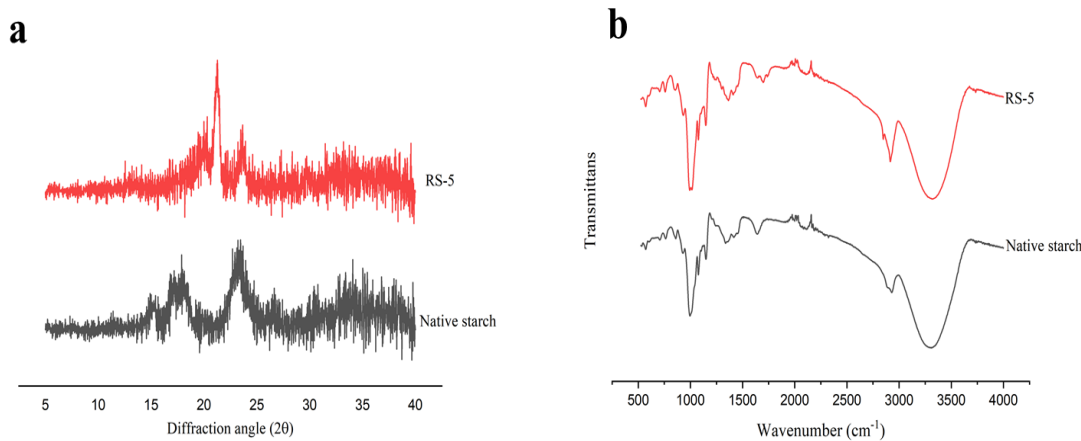 a
RS-5
Native starch
5 10 15 20 25 30 35 40
Diffraction angle (2θ)
b
Transmittans
RS-5
Native starch
500 1000 1500 2000 2500 3000 3500 4000
Wavenumber (cm⁻¹)